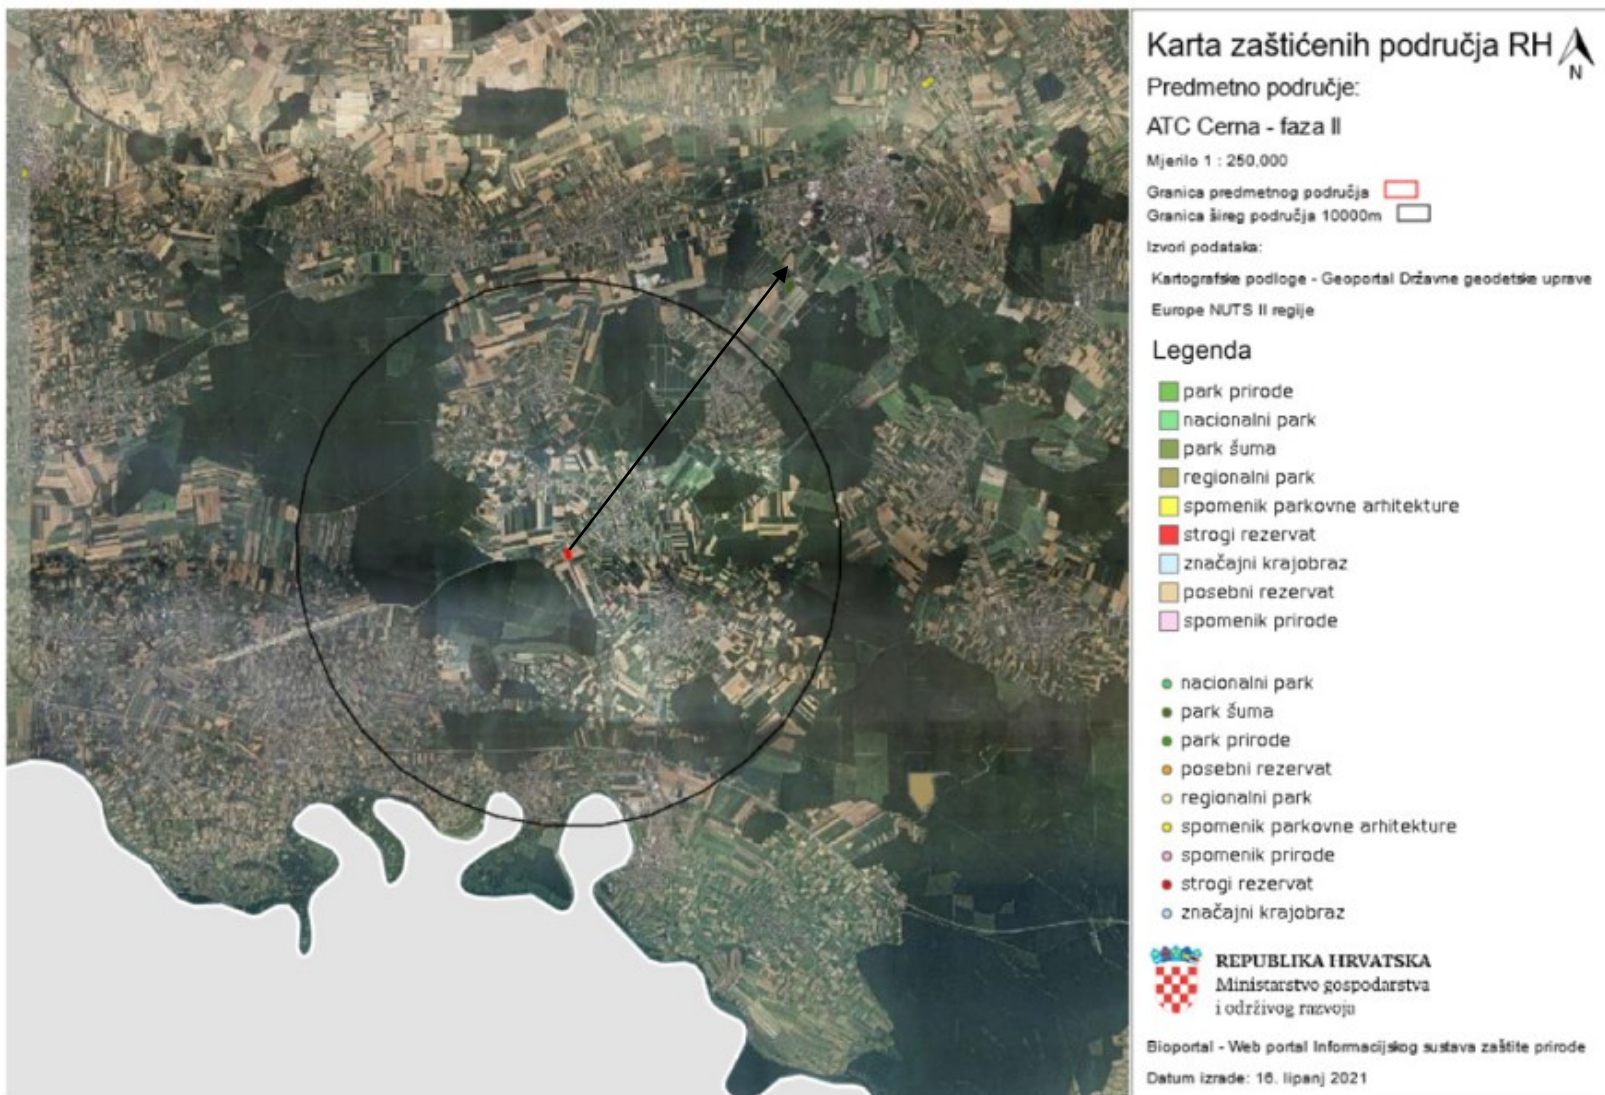 Karta zaštićenih područja RH
N
Predmetno područje:
ATC Cerna - faza II
Mjerilo 1 : 250,000
Granica predmetnog područja
Granica šireg područja 10000m
Izvori podataka:
Kartografske podloge - Geoportal Državne geodetske uprave
Europe NUTS II regije
Legenda
park prirode
nacionalni park
park šuma
regionalni park
spomenik parkovne arhitekture
strogi rezervat
značajni krajobraz
posebni rezervat
spomenik prirode
nacionalni park
park šuma
park prirode
posebni rezervat
regionalni park
spomenik parkovne arhitekture
spomenik prirode
strogi rezervat
značajni krajobraz
REPUBLIKA HRVATSKA
Ministarstvo gospodarstva
i održivog razvoja
Bioportal - Web portal Informacijskog sustava zaštite prirode
Datum izrade: 16. lipanj 2021